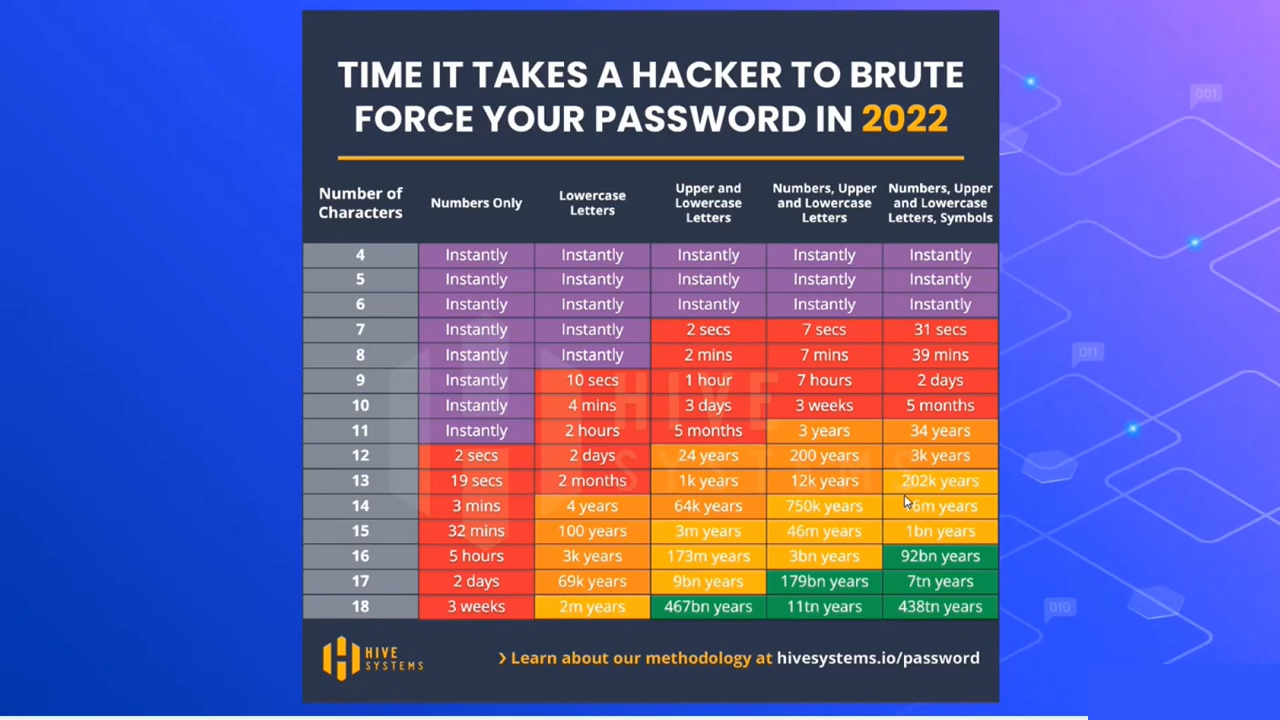 001
TIME IT TAKES A HACKER TO BRUTE
FORCE YOUR PASSWORD IN 2022
Number of Characters Numbers Only Lowercase Letters Upper and Lowercase Letters Numbers, Upper and Lowercase Letters Numbers, Upper and Lowercase Letters, Symbols
4 Instantly Instantly Instantly Instantly Instantly
5 Instantly Instantly Instantly Instantly Instantly
6 Instantly Instantly Instantly Instantly Instantly
7 Instantly Instantly 2 secs 7 secs 31 secs
8 Instantly Instantly 2 mins 7 mins 39 mins
011
9 Instantly 10 secs 1 hour 7 hours 2 days
10 Instantly 4 mins 3 days 3 weeks 5 months
HIVE
11 Instantly 2 hours 5 months 3 years 34 years
12 2 secs 2 days 24 years 200 years 3k years
SYSTEMS
13 19 secs 2 months 1k years 12k years 202k years
14 3 mins 4 years 64k years 750k years years
15 32 mins 100 years 3m years 46m years 1bn years
16 5 hours 3k years 173m years 3bn years 92bn years
17 2 days 69k years 9bn years 179bn years 7tn years
18 3 weeks 2m years 467bn years 11tn years 438tn years
010
HIVE
SYSTEMS
› Learn about our methodology at hivesystems.io/password